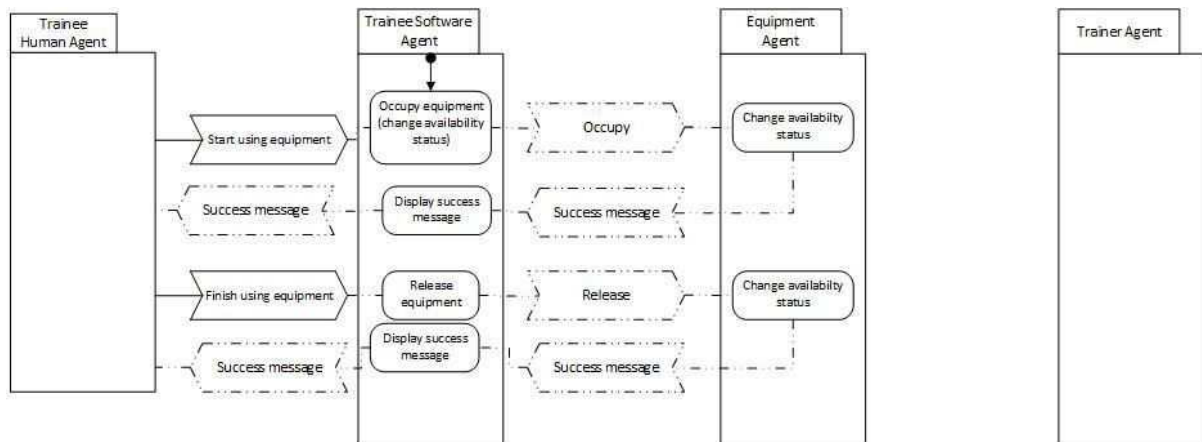 Trainee
Human Agent
Trainee Software
Agent
Equipment
Agent
Trainer Agent
Occupy equipment
(change availability
status)
Start using equipment
Occupy
Change availabilty
status
Success message
Display success
message
Success message
Finish using equipment
Release
equipment
Release
Change availabilty
status
Display success
message
Success message
Success message